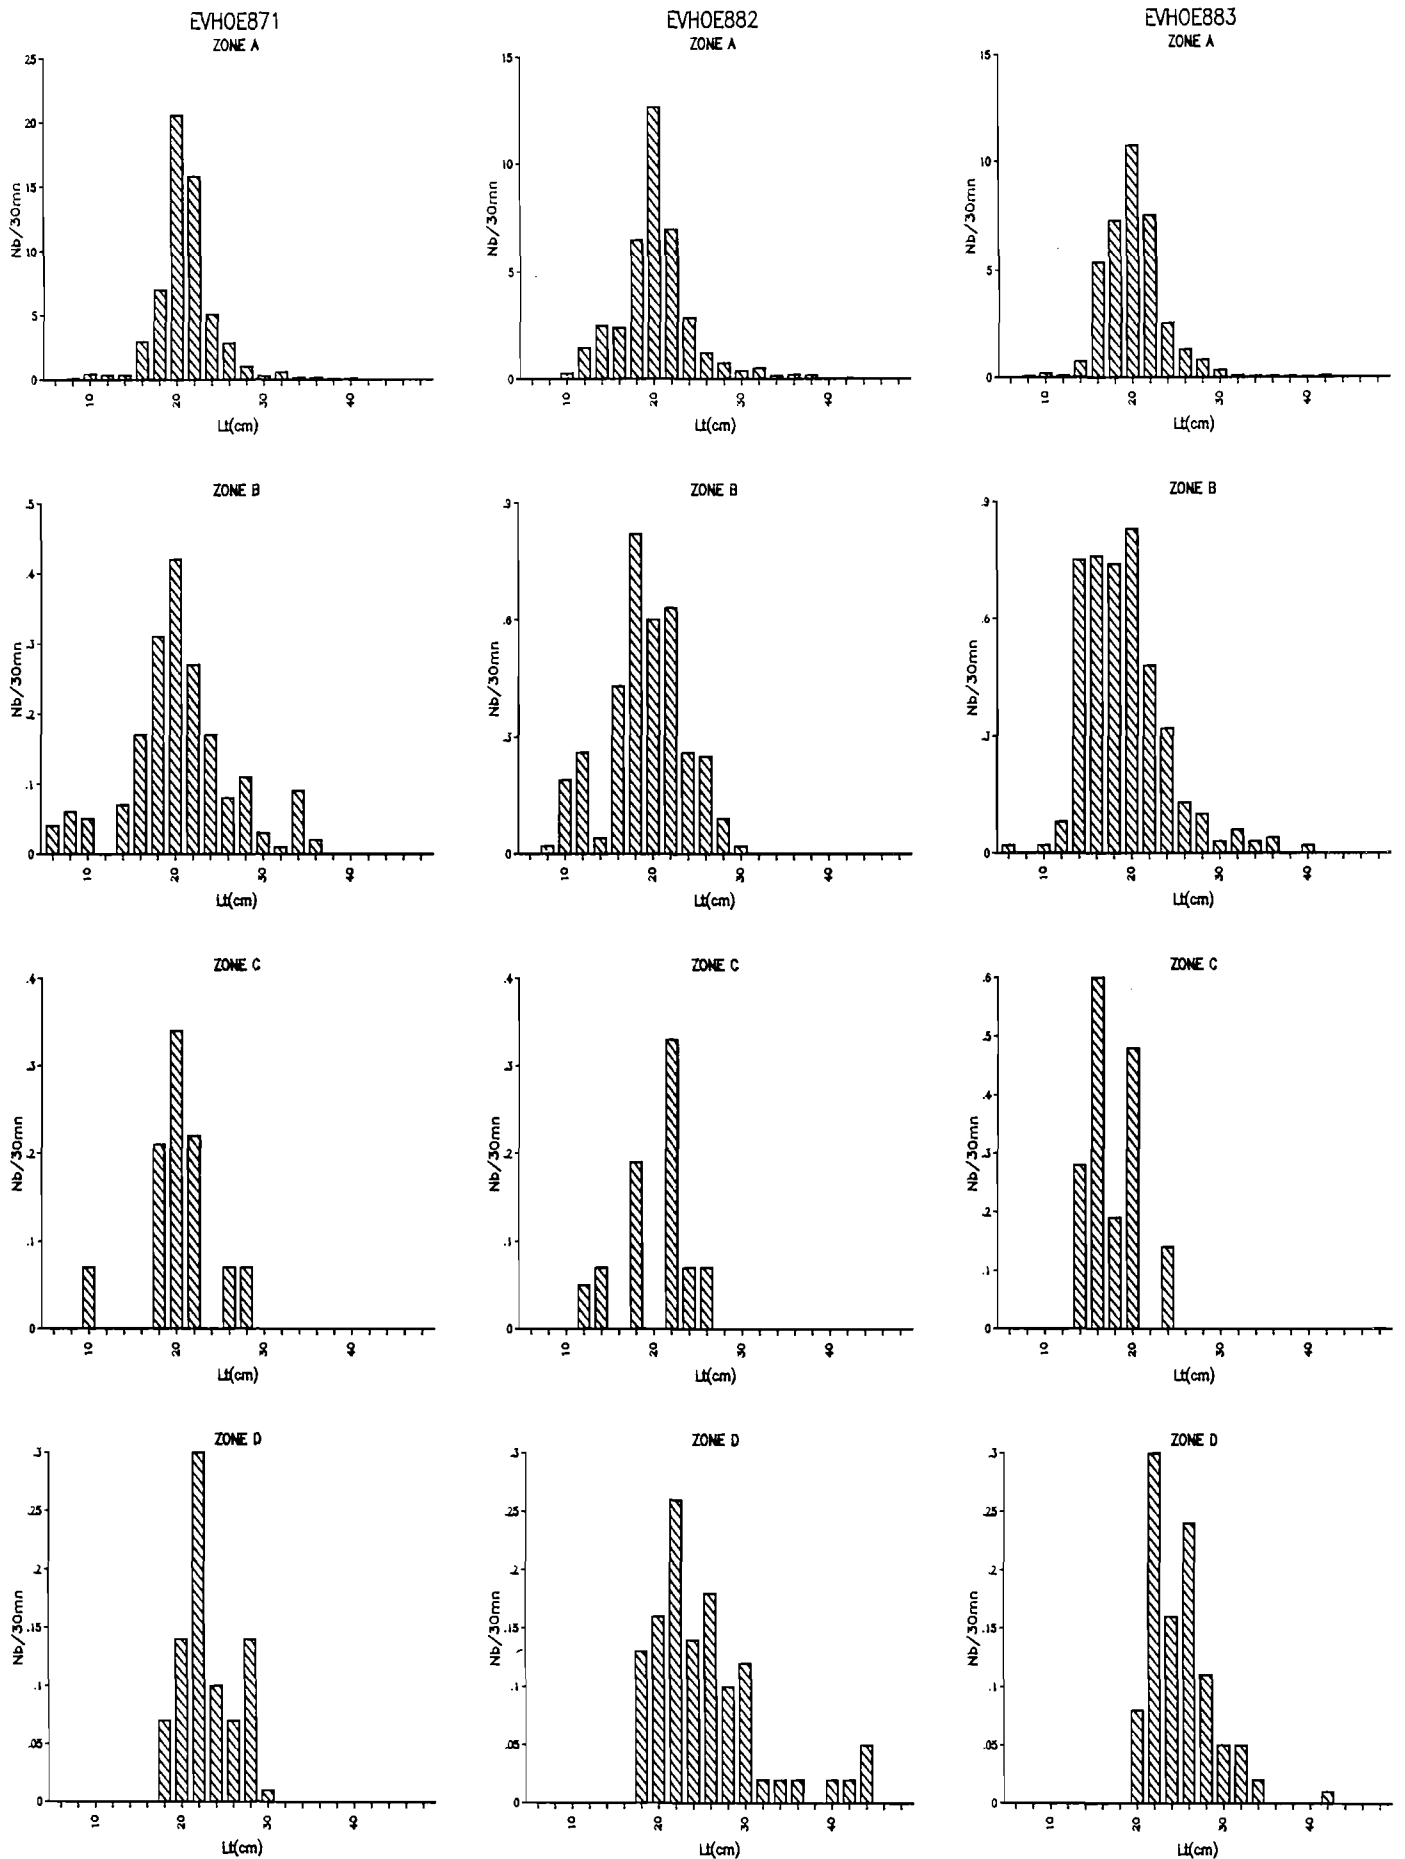 EVHOE871
ZONE A
25
20
15
10
5
0
Nb/30mn
10 20 30 40
Lt(cm)
EVHOE882
ZONE A
15
10
5
0
Nb/30mn
10 20 30 40
Lt(cm)
EVHOE883
ZONE A
15
10
5
0
Nb/30mn
10 20 30 40
Lt(cm)
ZONE B
.5
.4
.3
.2
.1
0
Nb/30mn
10 20 30 40
Lt(cm)
ZONE B
.9
.6
.3
0
Nb/30mn
10 20 30 40
Lt(cm)
ZONE B
.9
.6
.3
0
Nb/30mn
10 20 30 40
Lt(cm)
ZONE C
.4
.3
.2
.1
0
Nb/30mn
10 20 30 40
Lt(cm)
ZONE C
.4
.3
.2
.1
0
Nb/30mn
10 20 30 40
Lt(cm)
ZONE C
.6
.5
.4
.3
.2
.1
0
Nb/30mn
10 20 30 40
Lt(cm)
ZONE D
.3
.25
.2
.15
.1
.05
0
Nb/30mn
10 20 30 40
Lt(cm)
ZONE D
.3
.25
.2
.15
.1
.05
0
Nb/30mn
10 20 30 40
Lt(cm)
ZONE D
.3
.25
.2
.15
.1
.05
0
Nb/30mn
10 20 30 40
Lt(cm)